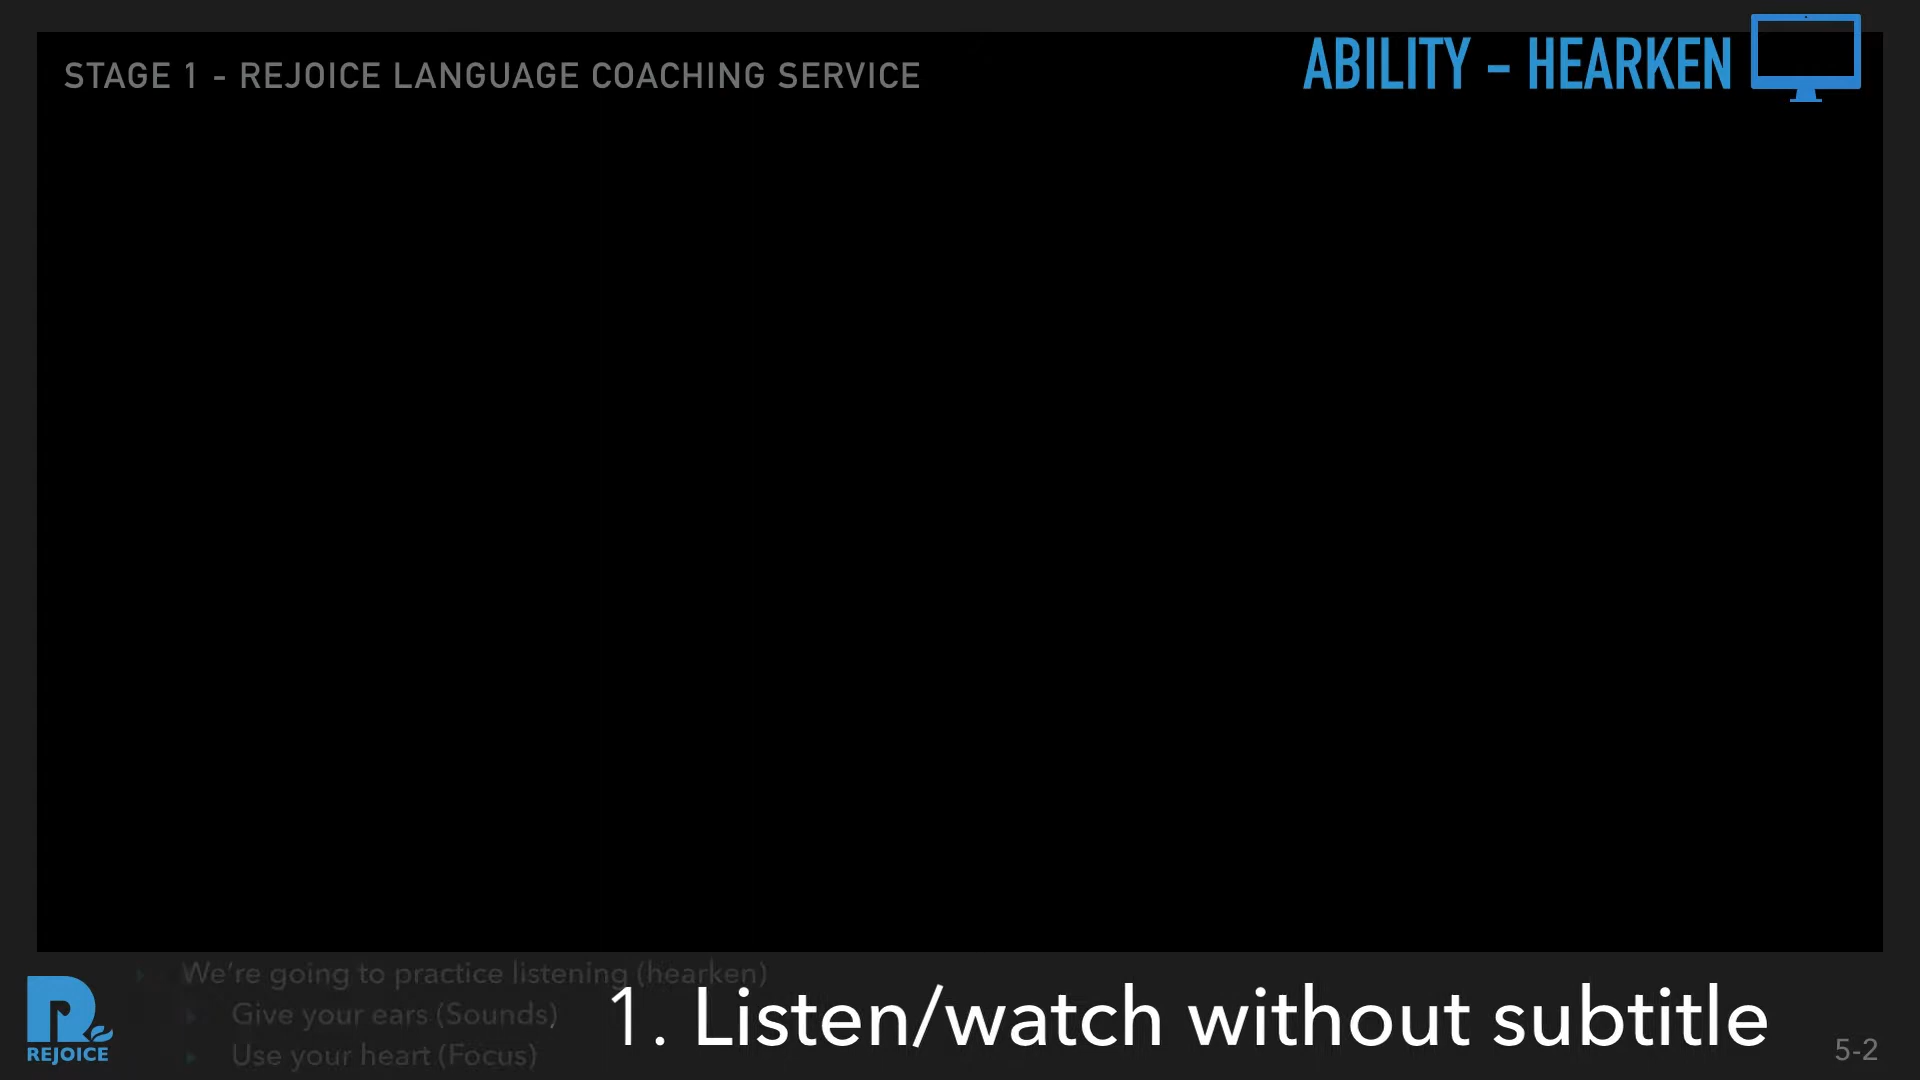 STAGE 1 - REJOICE LANGUAGE COACHING SERVICE
ABILITY - HEARKEN
We're going to practice listening (hearken)
Give your ears (Sounds)
Use your heart (Focus)
1. Listen/watch without subtitle
REJOICE
5-2